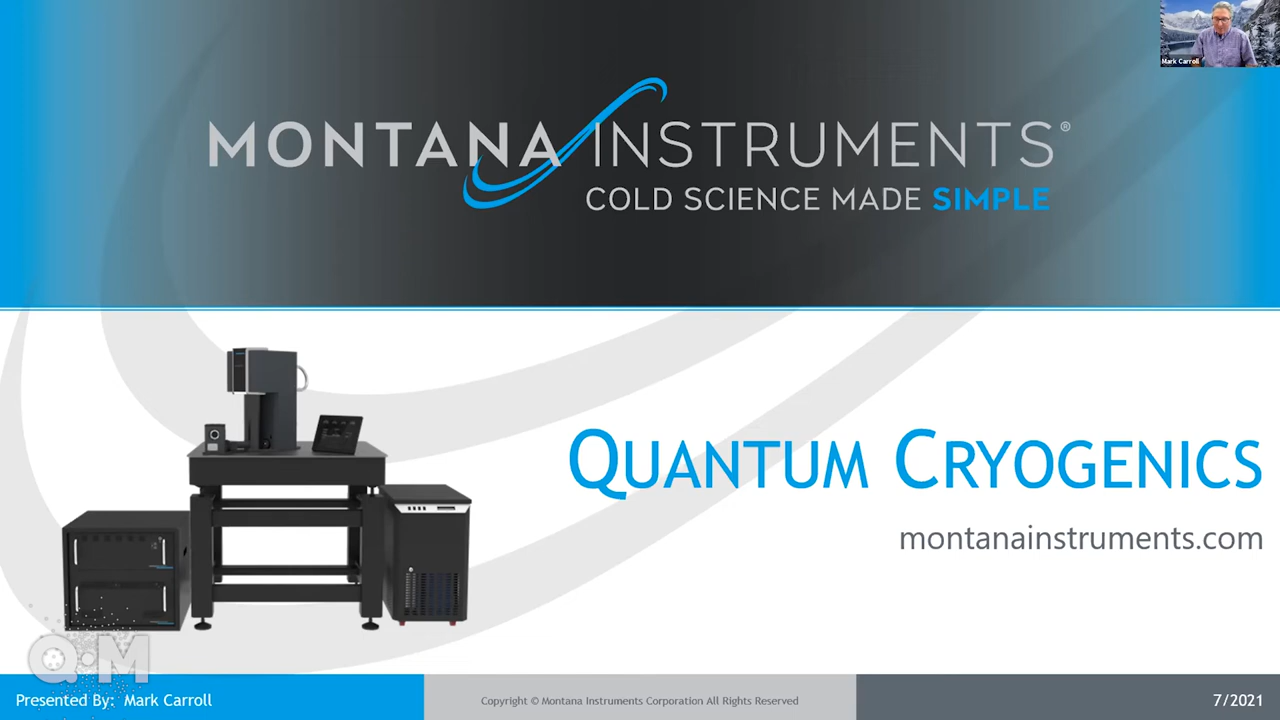 Mark Carroll
MONTANA INSTRUMENTS®
COLD SCIENCE MADE SIMPLE
QUANTUM CRYOGENICS
montanainstruments.com
Q·M
Presented By: Mark Carroll
Copyright © Montana Instruments Corporation All Rights Reserved
7/2021